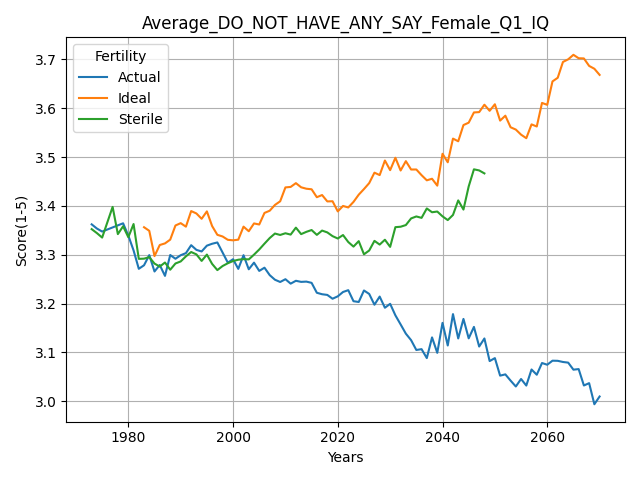 Average_DO_NOT_HAVE_ANY_SAY_Female_Q1_IQ
Fertility
Actual
Ideal
Sterile
Score(1-5)
3.7
3.6
3.5
3.4
3.3
3.2
3.1
3.0
1980 2000 2020 2040 2060
Years